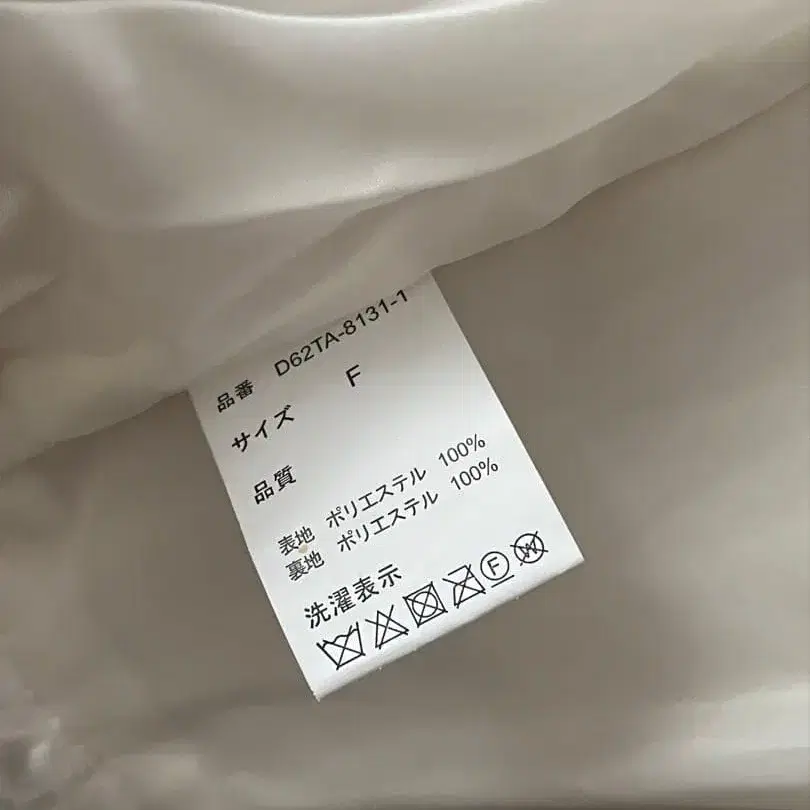 品番 D62TA-8131-1
サイズ F
品質
表地 ポリエステル 100%
裏地 ポリエステル 100%
洗濯表示
F W